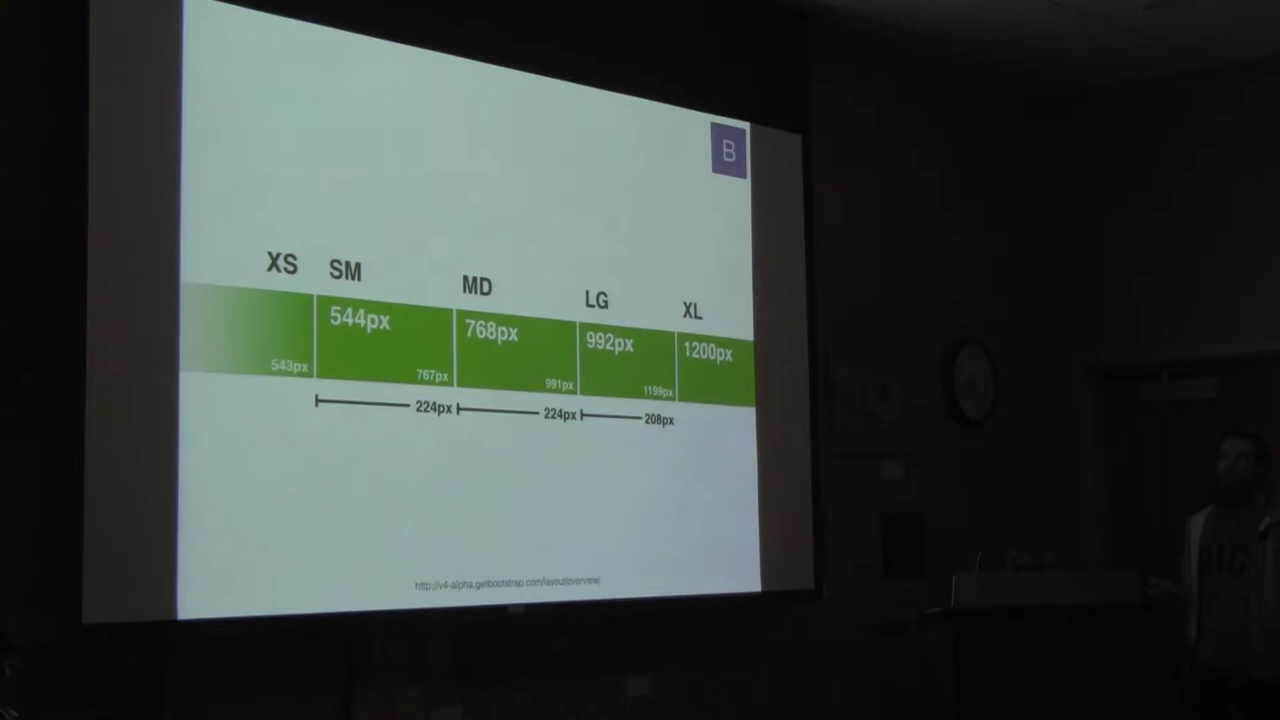 B
XS SM MD LG XL
544px 768px 992px 1200px
543px 767px 991px 1199px
224px 224px 208px
http://v4-alpha.getbootstrap.com/layout/overview/